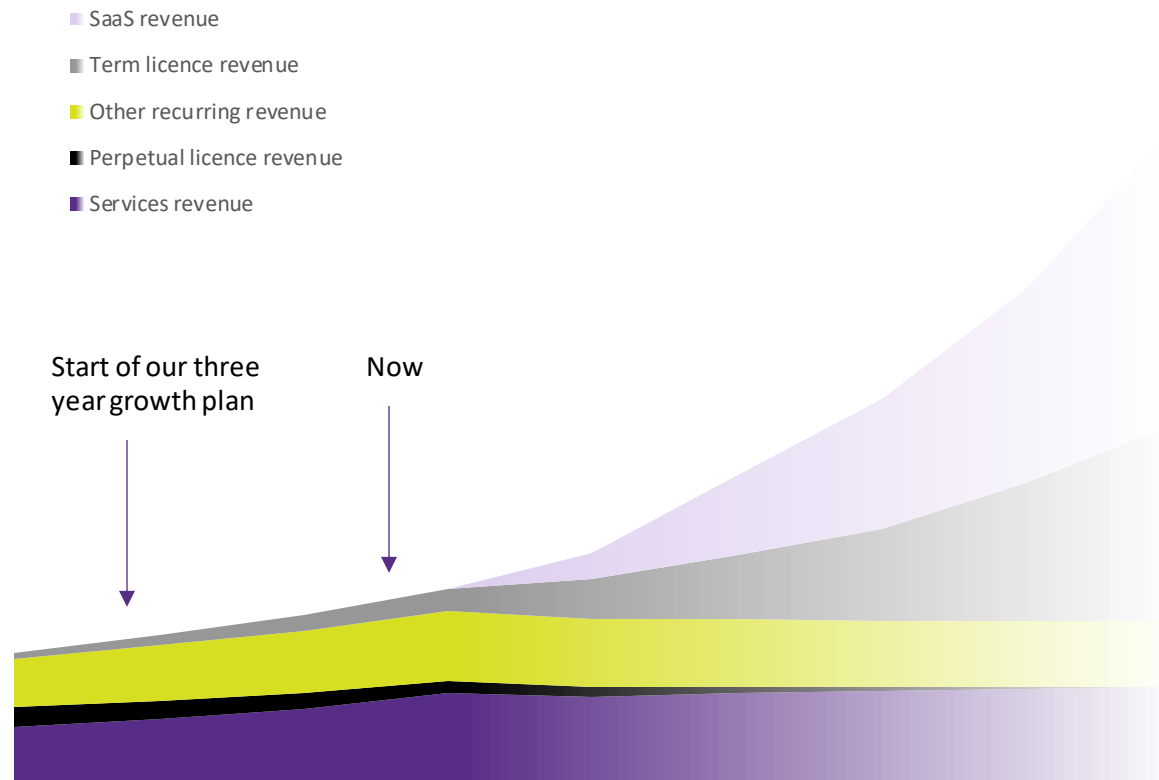 SaaS revenue
Term licence revenue
Other recurring revenue
Perpetual licence revenue
Services revenue
Start of our three
year growth plan
Now